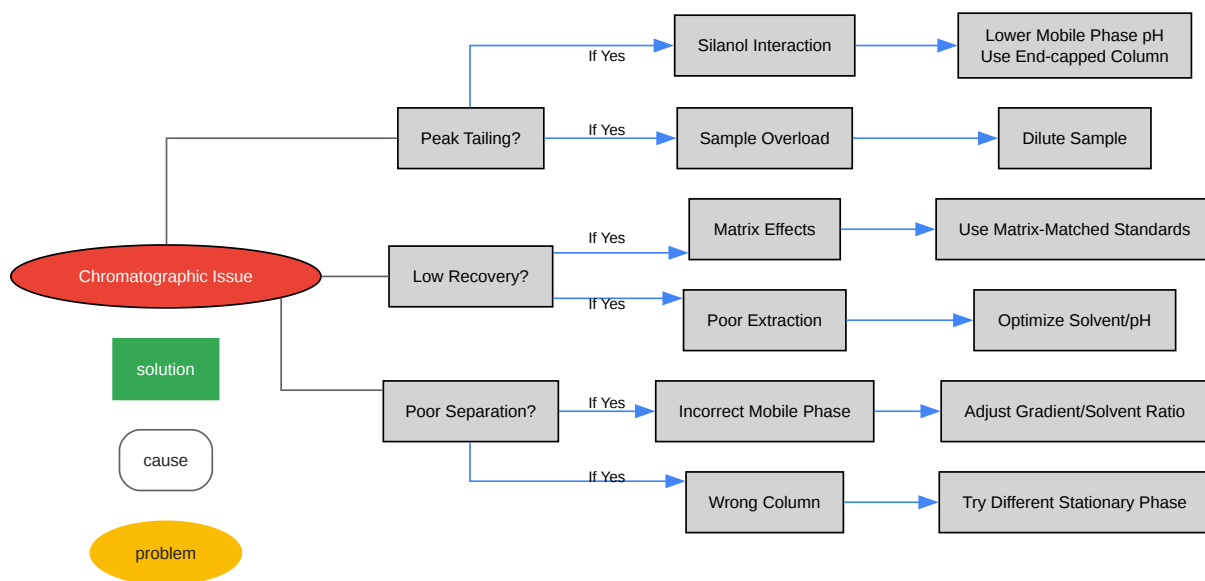 If Yes
Silanol Interaction
Lower Mobile Phase pH
Use End-capped Column
Peak Tailing?
If Yes
Sample Overload
Dilute Sample
If Yes
Matrix Effects
Use Matrix-Matched Standards
Chromatographic Issue
Low Recovery?
If Yes
Poor Extraction
Optimize Solvent/pH
solution
Poor Separation?
If Yes
Incorrect Mobile Phase
Adjust Gradient/Solvent Ratio
cause
If Yes
Wrong Column
Try Different Stationary Phase
problem